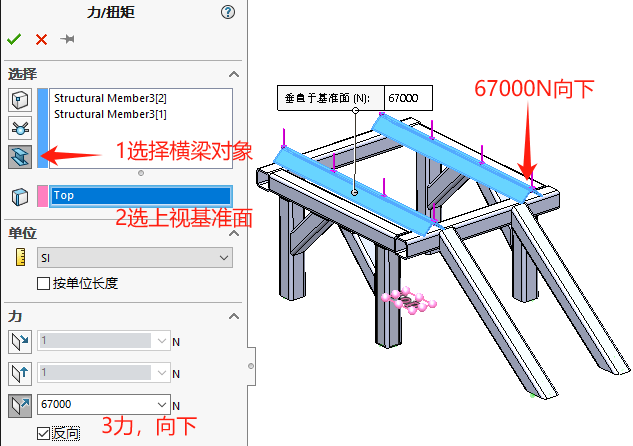 力/扭矩
选择
Structural Member3[2]
Structural Member3[1]
1选择横梁对象
Top
2选上视基准面
单位
SI
按单位长度
力
1 N
1 N
67000 N
3力，向下
反向
垂直于基准面 (N): 67000
67000N向下